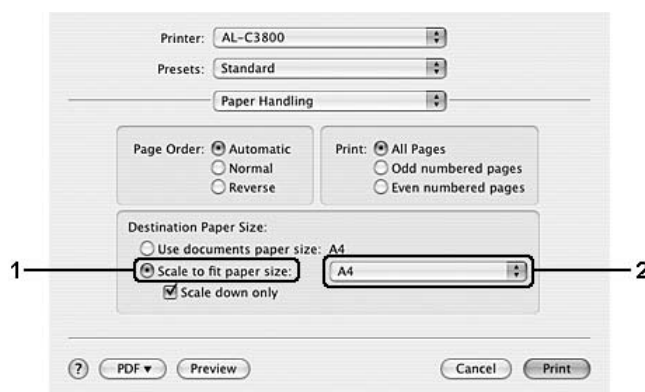 Printer: AL-C3800
Presets: Standard
Paper Handling
Page Order: Automatic Print: All Pages
Normal Odd numbered pages
Reverse Even numbered pages
Destination Paper Size:
Use documents paper size: A4
1 Scale to fit paper size: A4 2
Scale down only
? PDF ▼ Preview Cancel Print